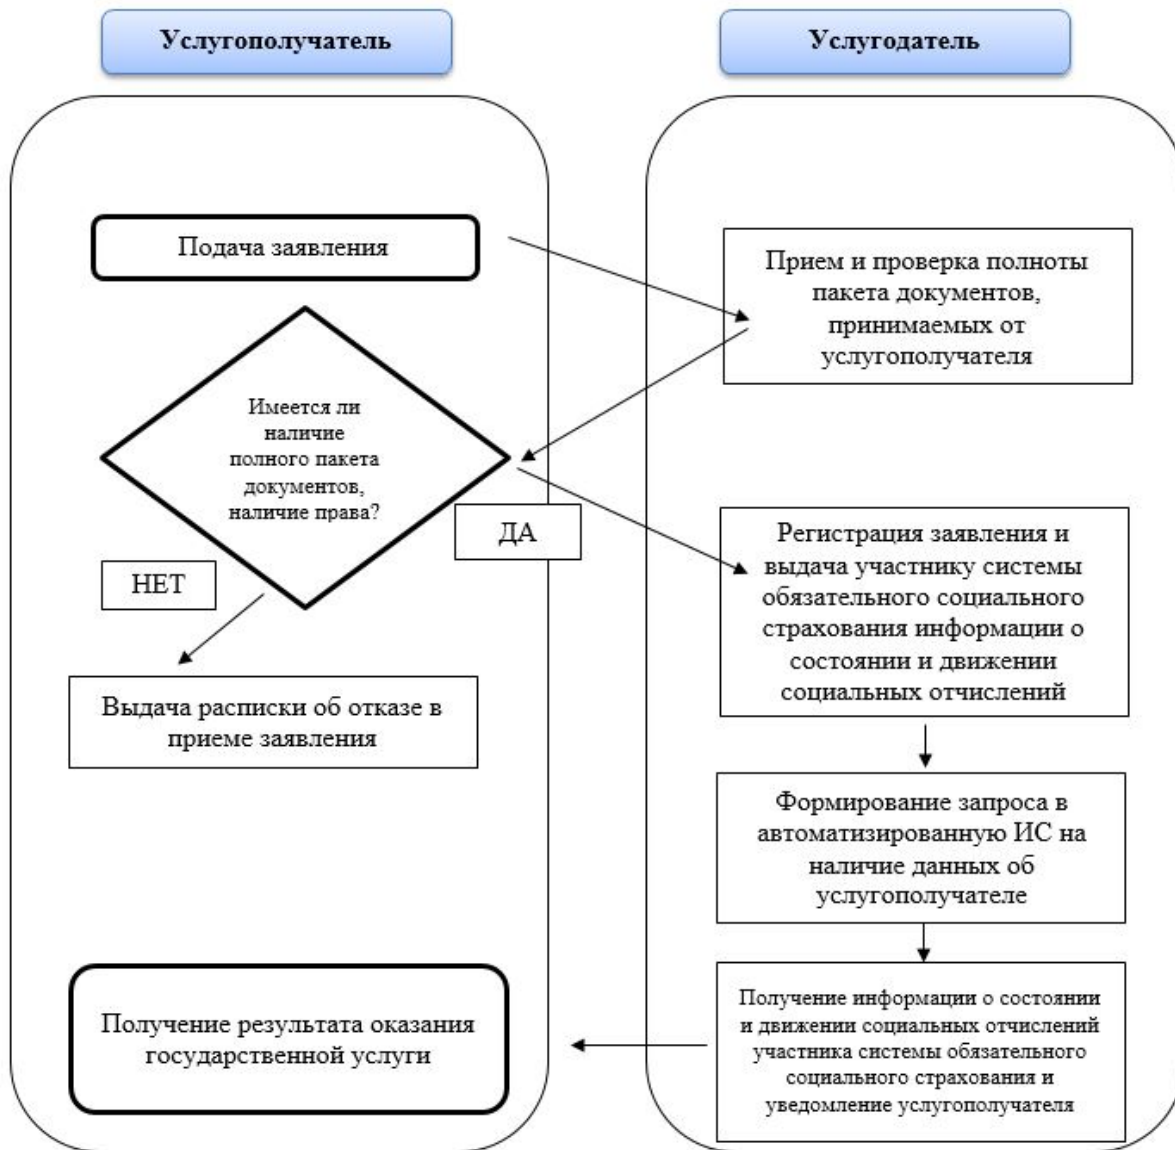 Услугополучатель
Услугодатель
Подача заявления
Прием и проверка полноты
пакета документов,
принимаемых от
услугополучателя
Имеется ли
наличие
полного пакета
документов,
наличие права?
ДА
НЕТ
Регистрация заявления и
выдача участнику системы
обязательного социального
страхования информации о
состоянии и движении
социальных отчислений
Выдача расписки об отказе в
приеме заявления
Формирование запроса в
автоматизированную ИС на
наличие данных об
услугополучателе
Получение информации о состоянии
и движении социальных отчислений
участника системы обязательного
социального страхования и
уведомление услугополучателя
Получение результата оказания
государственной услуги